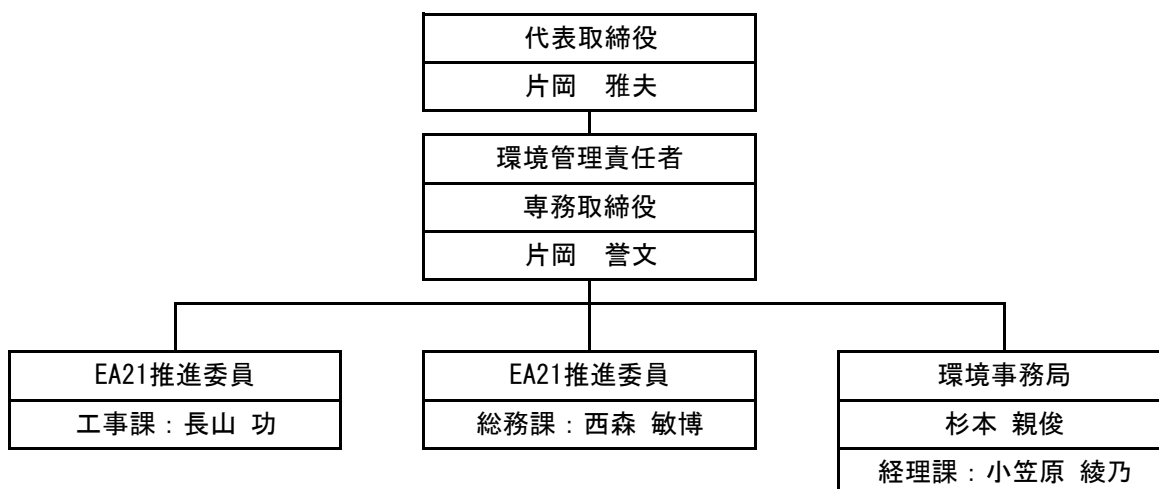 代表取締役
片岡　雅夫
環境管理責任者
専務取締役
片岡　誉文
EA21推進委員
工事課：長山 功
EA21推進委員
総務課：西森 敏博
環境事務局
杉本 親俊
経理課：小笠原 綾乃